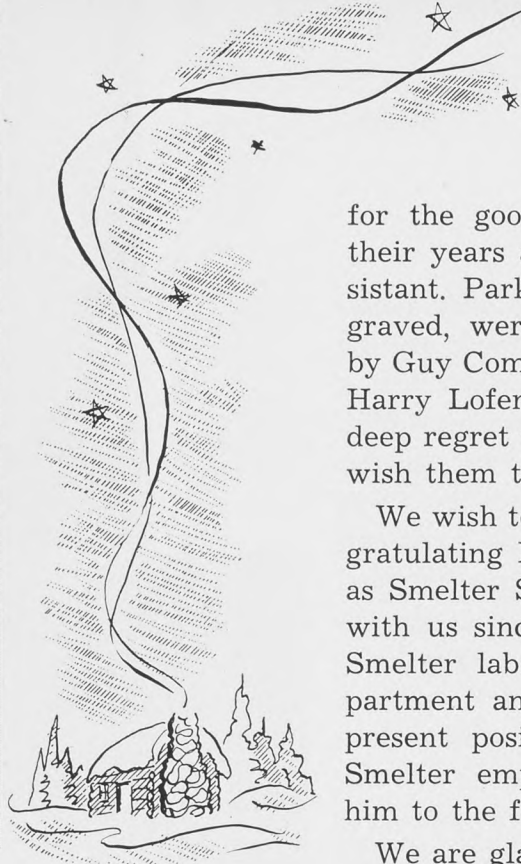 for the goo
their years
sistant. Park
graved, wer
by Guy Com
Harry Lofer
deep regret
wish them t
We wish to
gratulating
as Smelter S
with us sinc
Smelter lab
partment an
present posi
Smelter emp
him to the f
We are gla